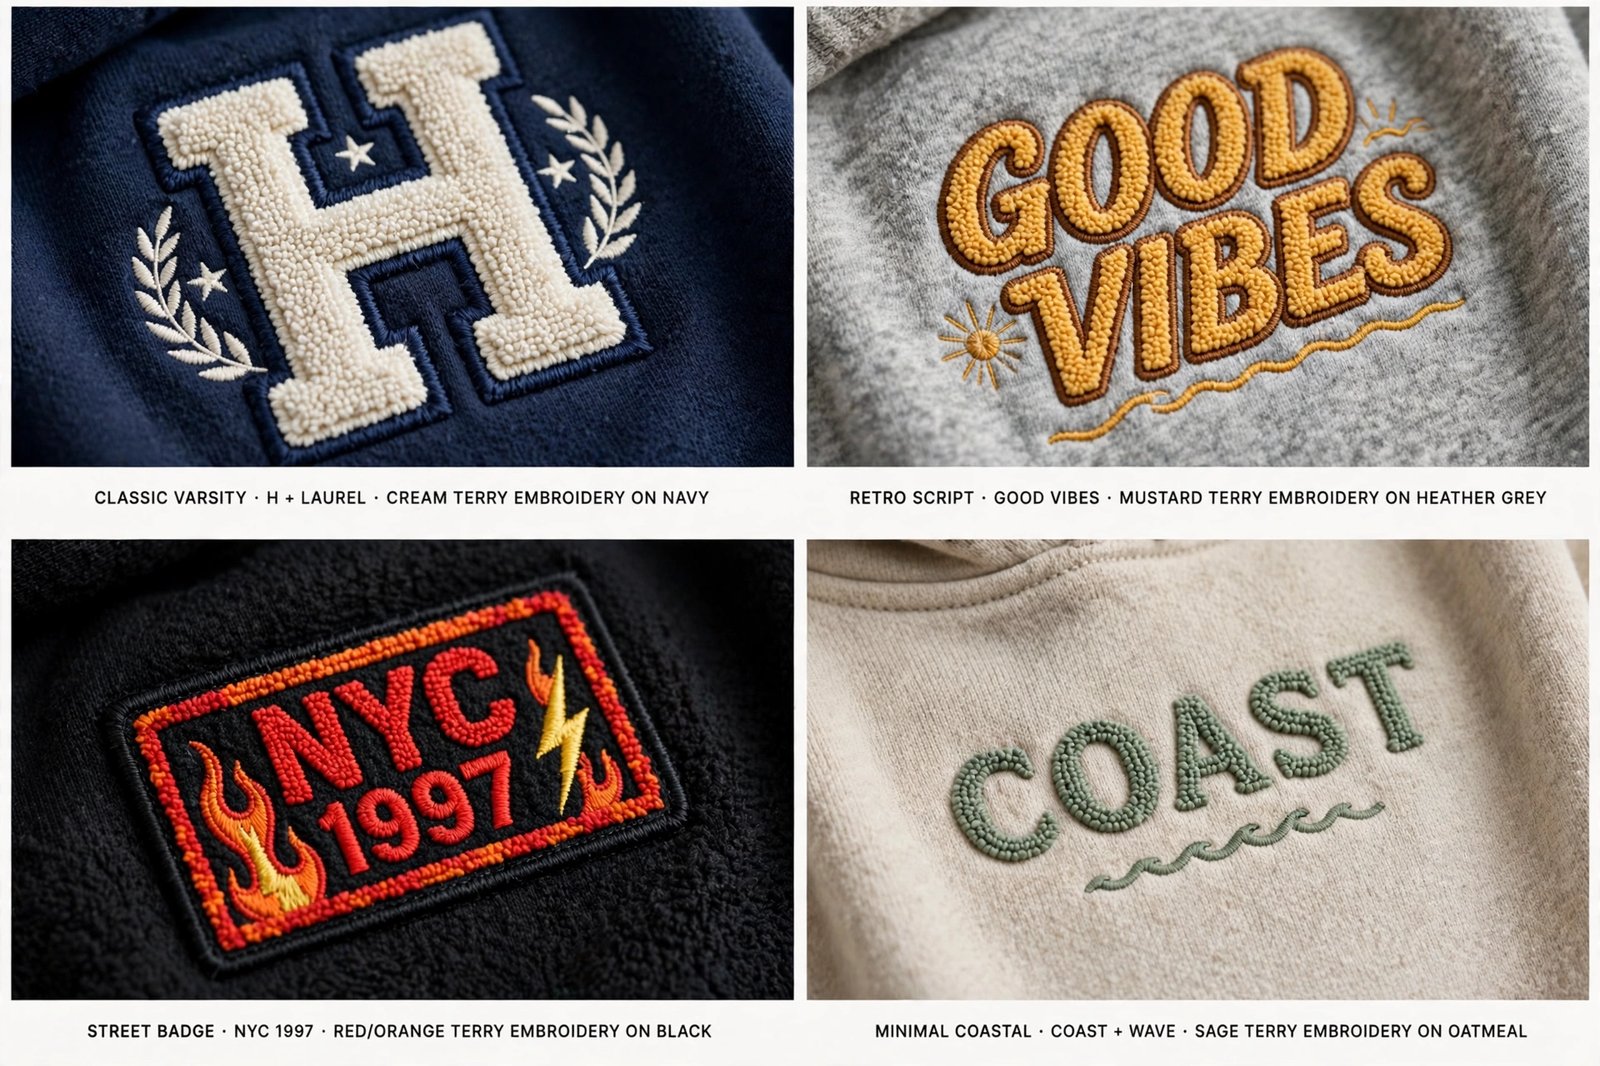 H
CLASSIC VARSITY · H + LAUREL · CREAM TERRY EMBROIDERY ON NAVY
GOOD
VIBES
RETRO SCRIPT · GOOD VIBES · MUSTARD TERRY EMBROIDERY ON HEATHER GREY
NYC
1997
STREET BADGE · NYC 1997 · RED/ORANGE TERRY EMBROIDERY ON BLACK
COAST
MINIMAL COASTAL · COAST + WAVE · SAGE TERRY EMBROIDERY ON OATMEAL